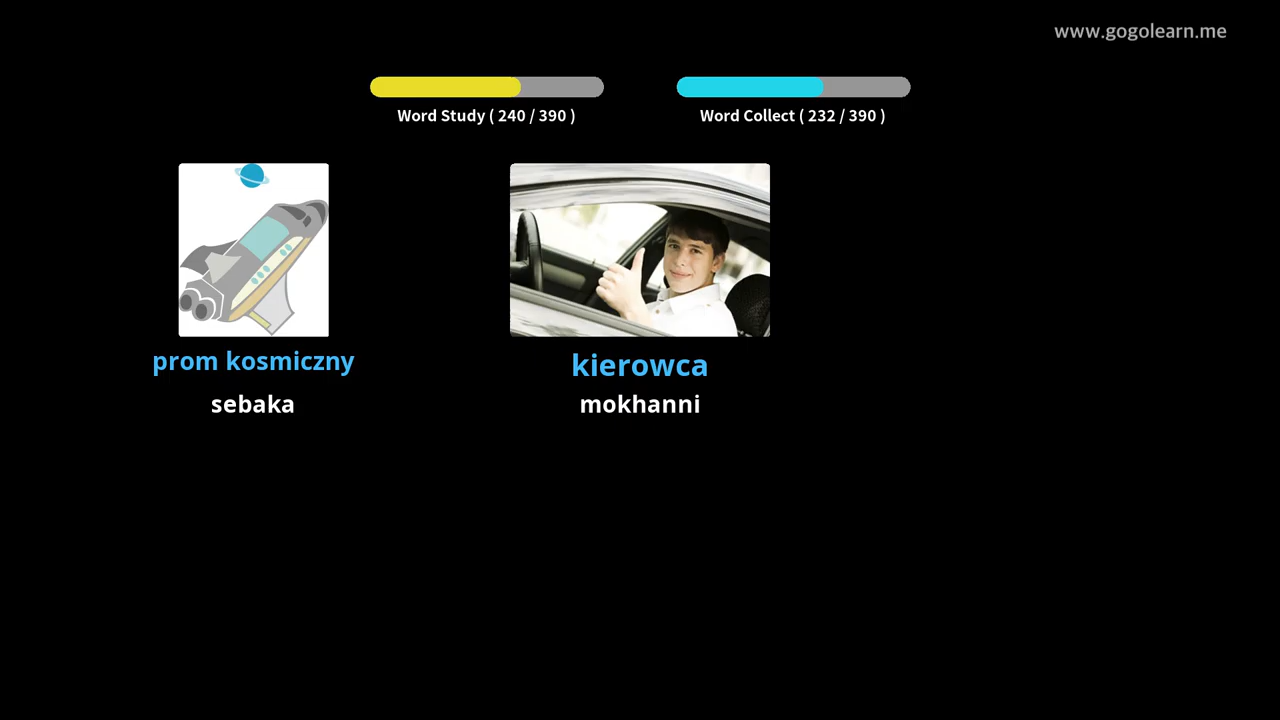 www.gogolearn.me
Word Study ( 240 / 390 )
Word Collect ( 232 / 390 )
prom kosmiczny
sebaka
kierowca
mokhanni